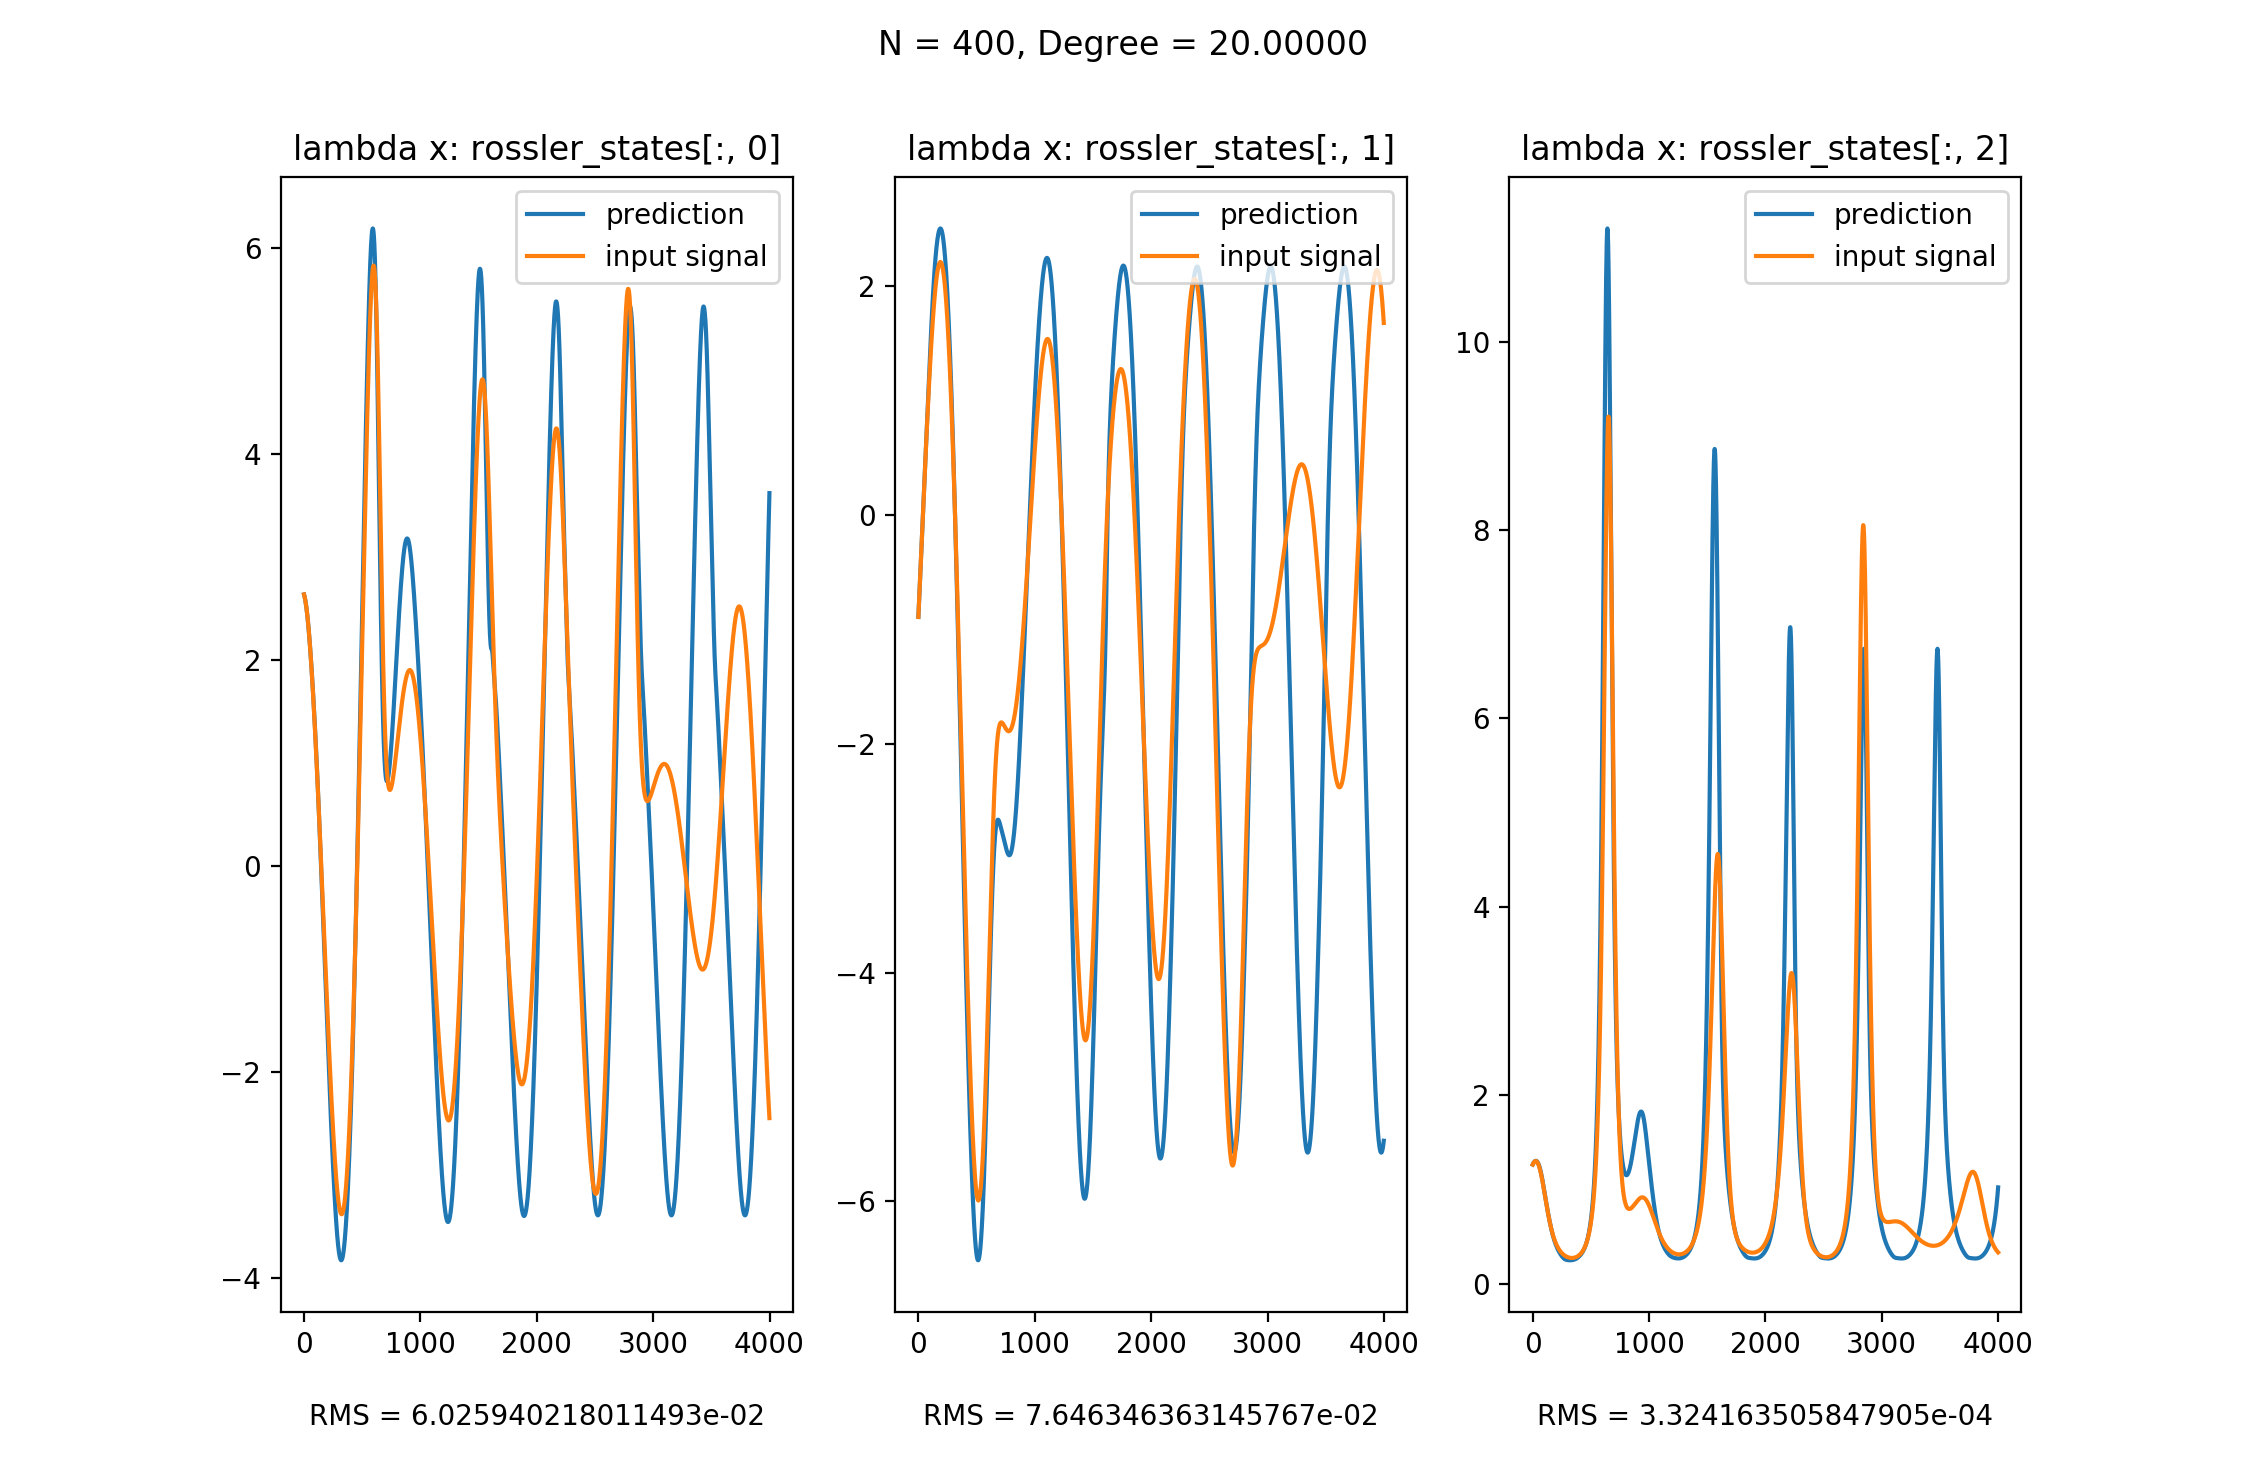 N = 400, Degree = 20.00000
lambda x: rossler_states[:, 0]
prediction
input signal
6
4
2
0
−2
−4
0 1000 2000 3000 4000
RMS = 6.025940218011493e-02
lambda x: rossler_states[:, 1]
prediction
input signal
2
0
−2
−4
−6
0 1000 2000 3000 4000
RMS = 7.646346363145767e-02
lambda x: rossler_states[:, 2]
prediction
input signal
10
8
6
4
2
0
0 1000 2000 3000 4000
RMS = 3.324163505847905e-04